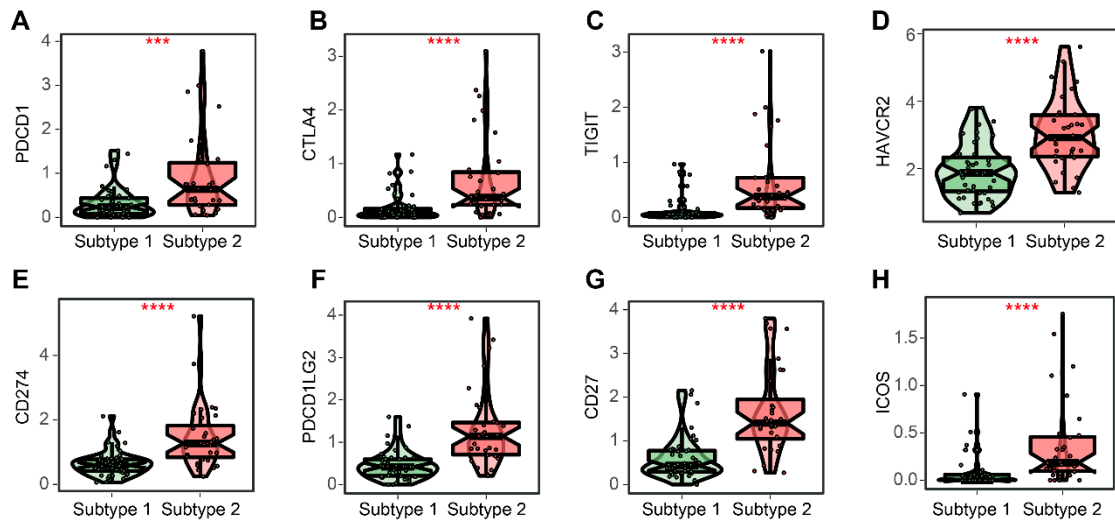 A
***
PDCD1
4
3
2
1
0
Subtype 1 Subtype 2
B
****
CTLA4
3
2
1
0
Subtype 1 Subtype 2
C
****
TIGIT
3
2
1
0
Subtype 1 Subtype 2
D
****
HAVCR2
6
4
2
Subtype 1 Subtype 2
E
****
CD274
4
2
0
Subtype 1 Subtype 2
F
****
PDCD1LG2
4
3
2
1
0
Subtype 1 Subtype 2
G
****
CD27
4
3
2
1
0
Subtype 1 Subtype 2
H
****
ICOS
1.5
1.0
0.5
0.0
Subtype 1 Subtype 2